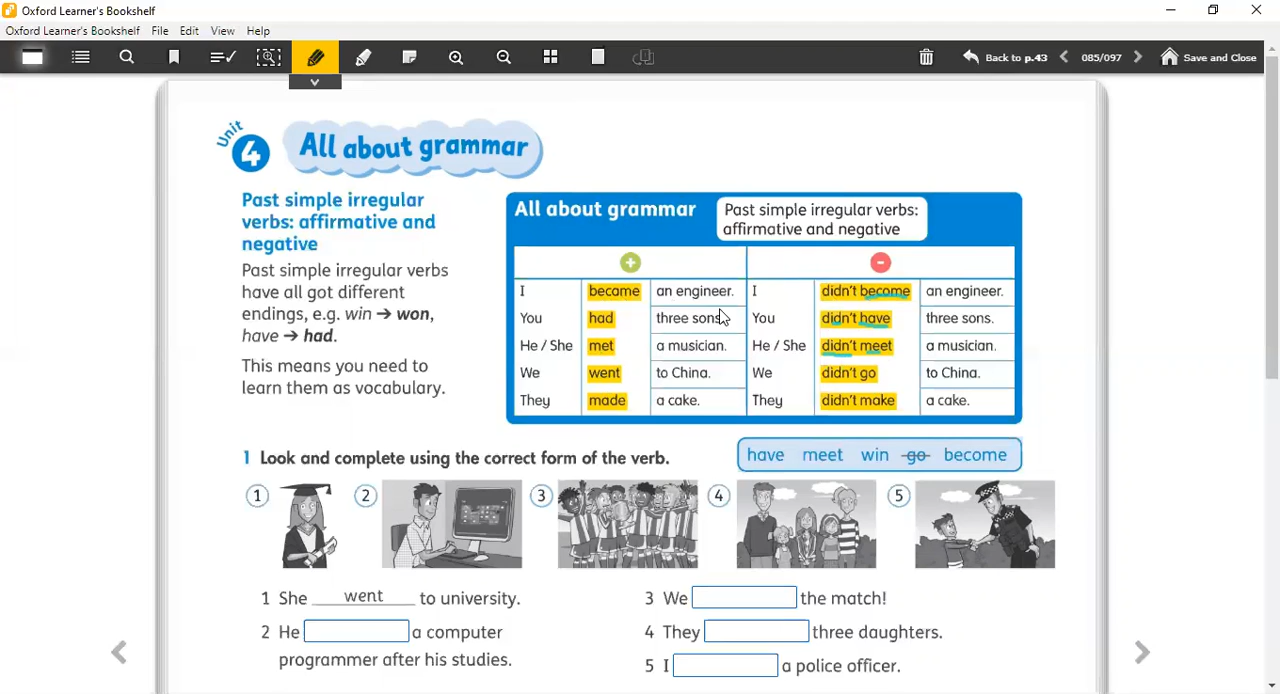 Oxford Learner's Bookshelf
Oxford Learner's Bookshelf File Edit View Help
Back to p.43 085/097 Save and Close
Unit 4 All about grammar
Past simple irregular
verbs: affirmative and
negative
Past simple irregular verbs
have all got different
endings, e.g. win → won,
have → had.
This means you need to
learn them as vocabulary.
All about grammar
Past simple irregular verbs:
affirmative and negative
+ -
I became an engineer. I didn't become an engineer.
You had three sons. You didn't have three sons.
He / She met a musician. He / She didn't meet a musician.
We went to China. We didn't go to China.
They made a cake. They didn't make a cake.
1 Look and complete using the correct form of the verb.
have meet win go become
1 2 3 4 5
1 She went to university.
2 He a computer
programmer after his studies.
3 We the match!
4 They three daughters.
5 I a police officer.